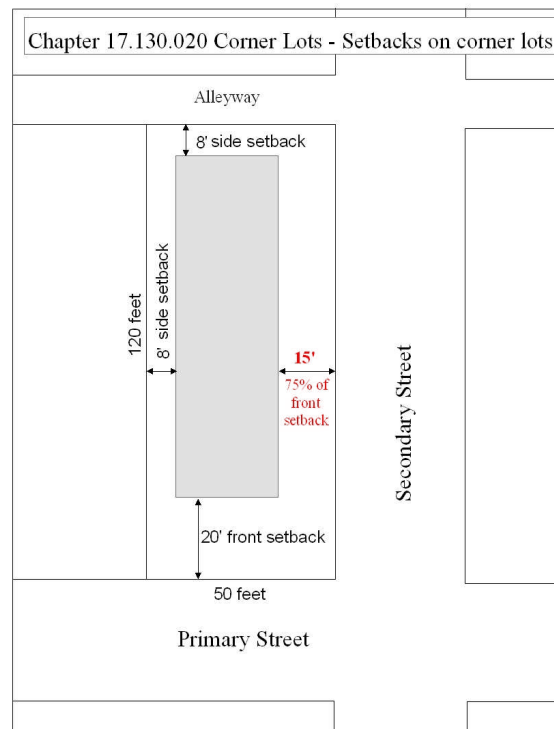 Chapter 17.130.020 Corner Lots - Setbacks on corner lots
Alleyway
8' side setback
120 feet
8' side setback
15'
75% of
front
setback
Secondary Street
20' front setback
50 feet
Primary Street